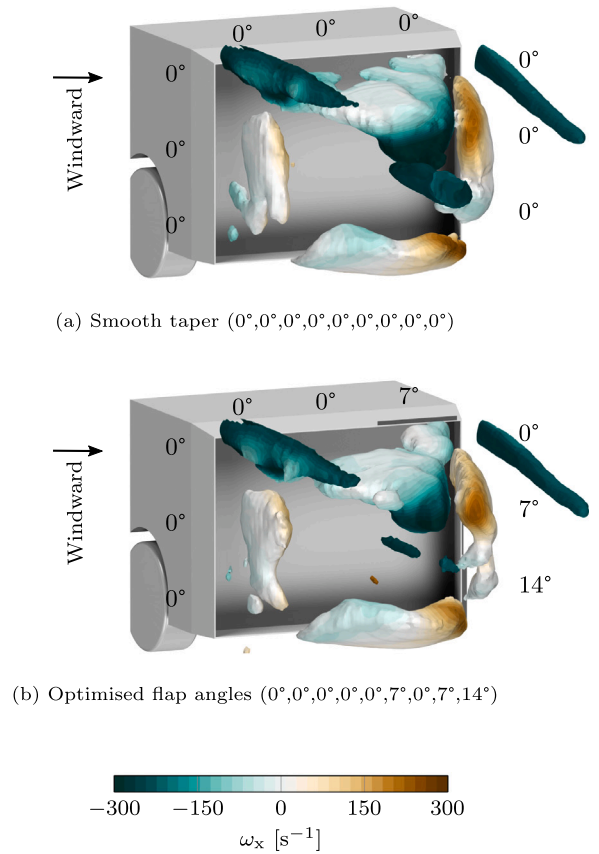 0° 0° 0°
0° 0°
Windward
0° 0°
0° 0°
(a) Smooth taper (0°,0°,0°,0°,0°,0°,0°,0°,0°)
0° 0° 7°
0° 0°
Windward
0° 7°
0° 14°
(b) Optimised flap angles (0°,0°,0°,0°,0°,7°,0°,7°,14°)
−300 −150 0 150 300
ωx [s⁻¹]